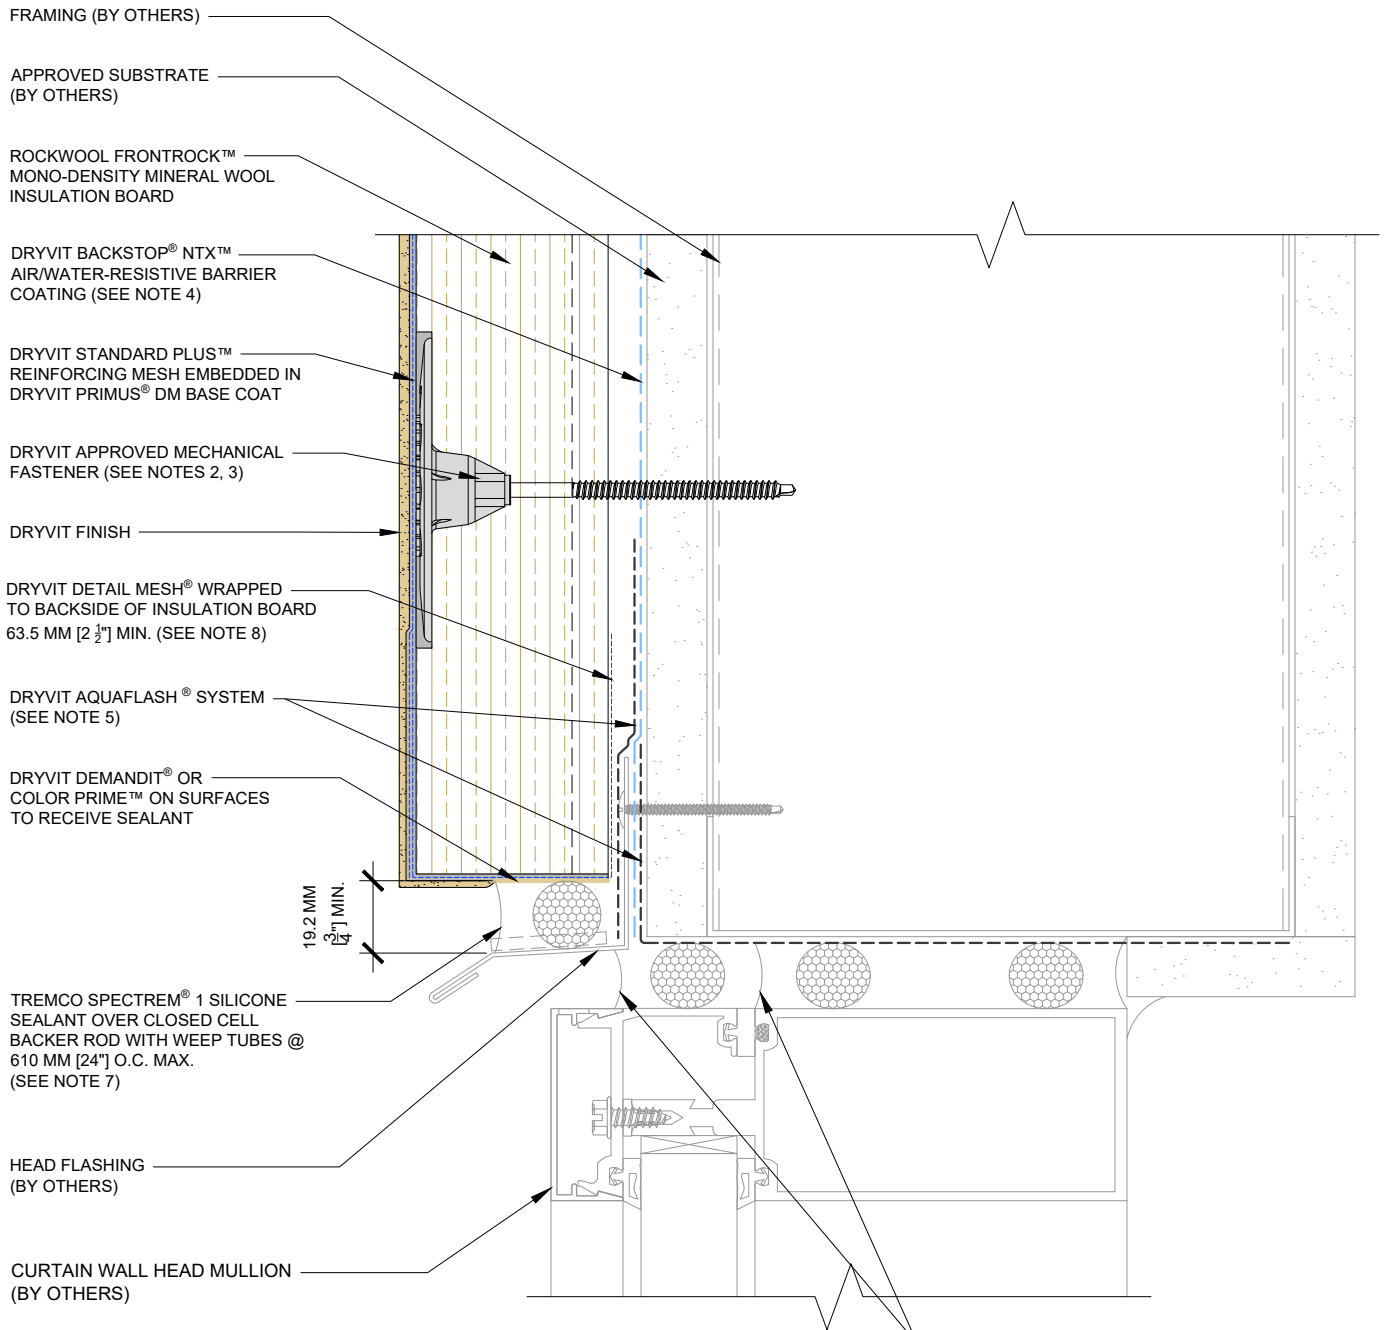 FRAMING (BY OTHERS)
APPROVED SUBSTRATE
(BY OTHERS)
ROCKWOOL FRONTROCK™
MONO-DENSITY MINERAL WOOL
INSULATION BOARD
DRYVIT BACKSTOP® NTX™
AIR/WATER-RESISTIVE BARRIER
COATING (SEE NOTE 4)
DRYVIT STANDARD PLUS™
REINFORCING MESH EMBEDDED IN
DRYVIT PRIMUS® DM BASE COAT
DRYVIT APPROVED MECHANICAL
FASTENER (SEE NOTES 2, 3)
DRYVIT FINISH
DRYVIT DETAIL MESH® WRAPPED
TO BACKSIDE OF INSULATION BOARD
63.5 MM [2 ½"] MIN. (SEE NOTE 8)
DRYVIT AQUAFLASH ® SYSTEM
(SEE NOTE 5)
DRYVIT DEMANDIT® OR
COLOR PRIME™ ON SURFACES
TO RECEIVE SEALANT
19.2 MM
[¾"] MIN.
TREMCO SPECTREM® 1 SILICONE
SEALANT OVER CLOSED CELL
BACKER ROD WITH WEEP TUBES @
610 MM [24"] O.C. MAX.
(SEE NOTE 7)
HEAD FLASHING
(BY OTHERS)
CURTAIN WALL HEAD MULLION
(BY OTHERS)